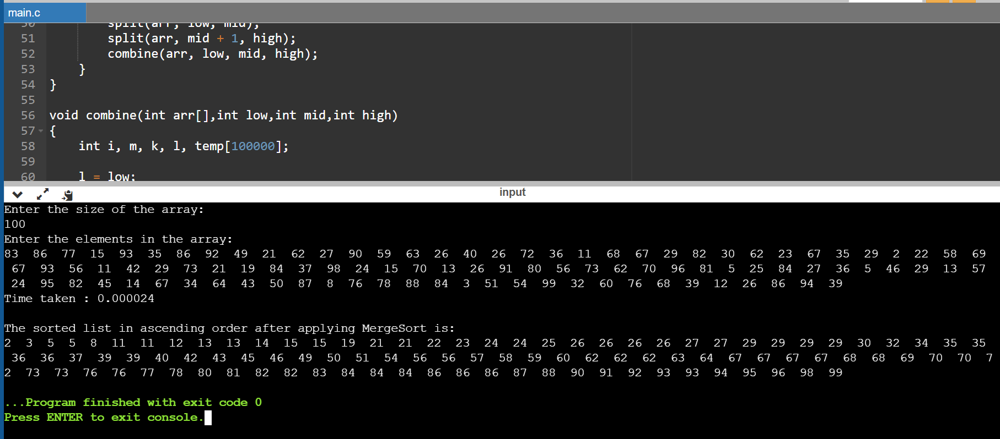 main.c
50 split(arr, low, mid);
51 split(arr, mid + 1, high);
52 combine(arr, low, mid, high);
53 }
54 }
55
56 void combine(int arr[],int low,int mid,int high)
57 {
58 int i, m, k, l, temp[100000];
59
60 l = low;
input
Enter the size of the array:
100
Enter the elements in the array:
83 86 77 15 93 35 86 92 49 21 62 27 90 59 63 26 40 26 72 36 11 68 67 29 82 30 62 23 67 35 29 2 22 58 69
67 93 56 11 42 29 73 21 19 84 37 98 24 15 70 13 26 91 80 56 73 62 70 96 81 5 25 84 27 36 5 46 29 13 57
24 95 82 45 14 67 34 64 43 50 87 8 76 78 88 84 3 51 54 99 32 60 76 68 39 12 26 86 94 39
Time taken : 0.000024
The sorted list in ascending order after applying MergeSort is:
2 3 5 5 8 11 11 12 13 13 14 15 15 19 21 21 22 23 24 24 25 26 26 26 26 27 27 29 29 29 29 30 32 34 35 35
36 36 37 39 39 40 42 43 45 46 49 50 51 54 56 56 57 58 59 60 62 62 62 63 64 67 67 67 67 68 68 69 70 70 7
2 73 73 76 76 77 78 80 81 82 82 83 84 84 84 86 86 86 87 88 90 91 92 93 93 94 95 96 98 99
...Program finished with exit code 0
Press ENTER to exit console.